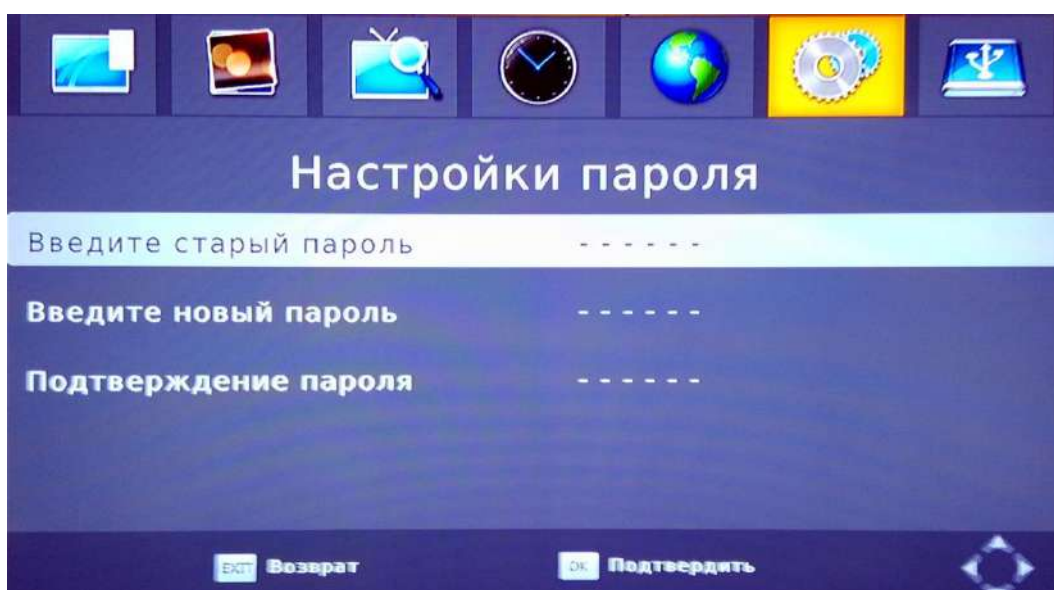 Настройки пароля
Введите старый пароль ------
Введите новый пароль ------
Подтверждение пароля ------
EXIT Возврат OK Подтвердить